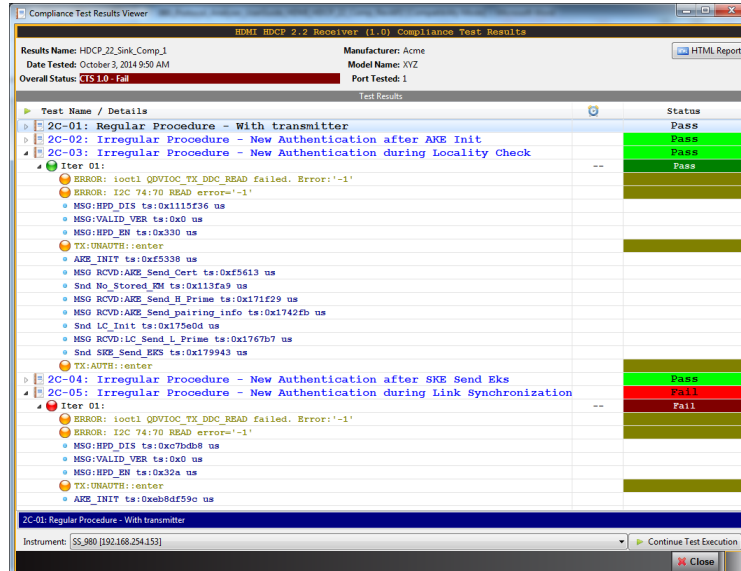 Compliance Test Results Viewer
HDMI HDCP 2.2 Receiver (1.0) Compliance Test Results
Results Name: HDCP_22_Sink_Comp_1 Manufacturer: Acme HTML Report
Date Tested: October 3, 2014 9:50 AM Model Name: XYZ
Overall Status: CTS 1.0 - Fail Port Tested: 1
Test Results
Test Name / Details Status
2C-01: Regular Procedure - With transmitter Pass
2C-02: Irregular Procedure - New Authentication after AKE Init Pass
2C-03: Irregular Procedure - New Authentication during Locality Check Pass
Iter 01: -- Pass
ERROR: ioctl QDVIOC_TX_DDC_READ failed. Error:'-1'
ERROR: I2C 74:70 READ error='-1'
MSG:HPD_DIS ts:0x1115f36 us
MSG:VALID_VER ts:0x0 us
MSG:HPD_EN ts:0x330 us
TX:UNAUTH::enter
AKE_INIT ts:0xf5338 us
MSG RCVD:AKE_Send_Cert ts:0xf5613 us
Snd No_Stored_KM ts:0x113fa9 us
MSG RCVD:AKE_Send_H_Prime ts:0x171f29 us
MSG RCVD:AKE_Send_pairing_info ts:0x1742fb us
Snd LC_Init ts:0x175e0d us
MSG RCVD:LC_Send_L_Prime ts:0x1767b7 us
Snd SKE_Send_EKS ts:0x179943 us
TX:AUTH::enter
2C-04: Irregular Procedure - New Authentication after SKE Send Eks Pass
2C-05: Irregular Procedure - New Authentication during Link Synchronization Fail
Iter 01: -- Fail
ERROR: ioctl QDVIOC_TX_DDC_READ failed. Error:'-1'
ERROR: I2C 74:70 READ error='-1'
MSG:HPD_DIS ts:0xc7bdb8 us
MSG:VALID_VER ts:0x0 us
MSG:HPD_EN ts:0x32a us
TX:UNAUTH::enter
AKE_INIT ts:0xeb8df59c us
2C-01: Regular Procedure - With transmitter
Instrument: SS_980 [192.168.254.153] Continue Test Execution
Close